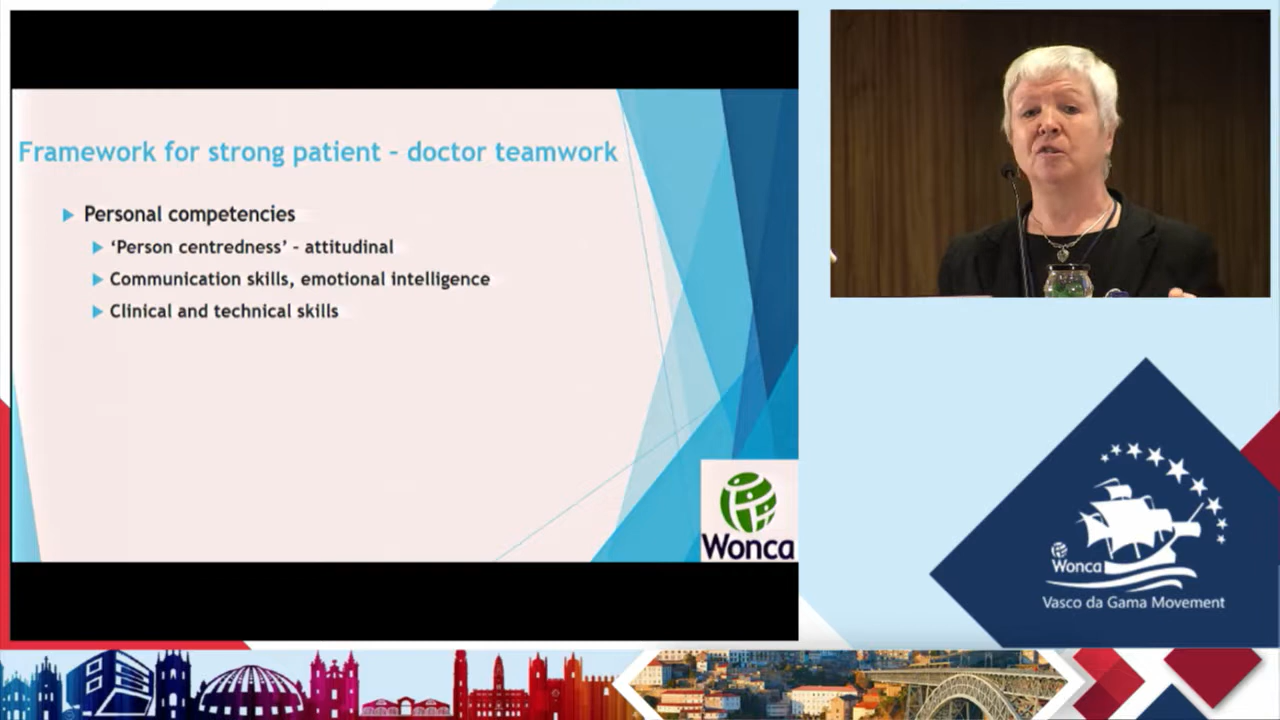 Framework for strong patient – doctor teamwork
Personal competencies
‘Person centredness’ – attitudinal
Communication skills, emotional intelligence
Clinical and technical skills
Wonca
Wonca
Vasco da Gama Movement